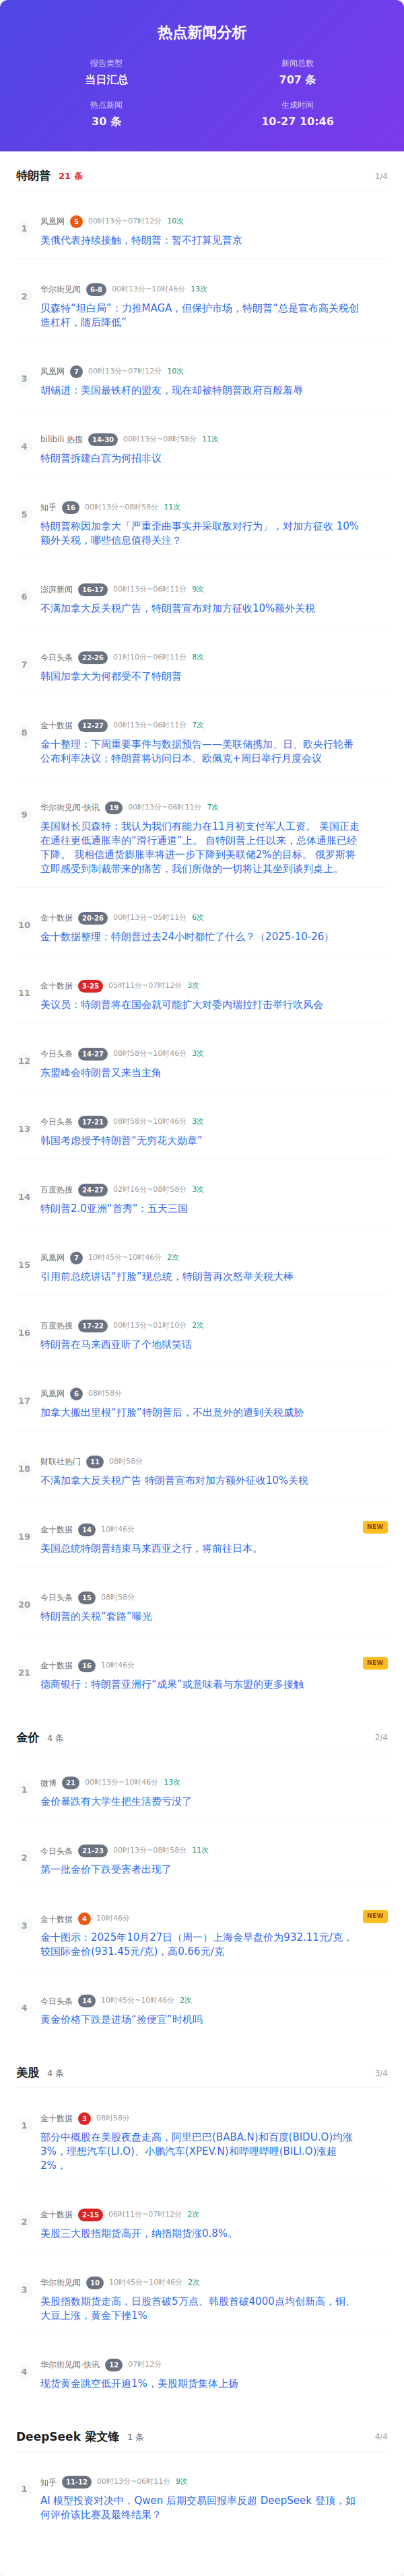 热点新闻分析
报告类型
当日汇总
新闻总数
707 条
热点新闻
30 条
生成时间
10-27 10:46
特朗普 21 条 1/4
1
凤凰网 5 00时13分~07时12分 10次
美俄代表持续接触，特朗普：暂不打算见普京
2
华尔街见闻 6-8 00时13分~10时46分 13次
贝森特“坦白局”：力推MAGA，但保护市场，特朗普“总是宣布高关税创
造杠杆，随后降低”
3
凤凰网 7 00时13分~07时12分 10次
胡锡进：美国最铁杆的盟友，现在却被特朗普政府百般羞辱
4
bilibili 热搜 14-30 00时13分~08时58分 11次
特朗普拆建白宫为何招非议
5
知乎 16 00时13分~08时58分 11次
特朗普称因加拿大「严重歪曲事实并采取敌对行为」，对加方征收 10%
额外关税，哪些信息值得关注？
6
澎湃新闻 16-17 00时13分~06时11分 9次
不满加拿大反关税广告，特朗普宣布对加方征收10%额外关税
7
今日头条 22-26 01时10分~06时11分 8次
韩国加拿大为何都受不了特朗普
8
金十数据 12-27 00时13分~06时11分 7次
金十整理：下周重要事件与数据预告——美联储携加、日、欧央行轮番
公布利率决议；特朗普将访问日本、欧佩克+周日举行月度会议
9
华尔街见闻-快讯 19 00时13分~06时11分 7次
美国财长贝森特：我认为我们有能力在11月初支付军人工资。 美国正走
在通往更低通胀率的“滑行通道”上。 自特朗普上任以来，总体通胀已经
下降。 我相信通货膨胀率将进一步下降到美联储2%的目标。 俄罗斯将
立即感受到制裁带来的痛苦，我们所做的一切将让其坐到谈判桌上。
10
金十数据 20-26 00时13分~05时11分 6次
金十数据整理：特朗普过去24小时都忙了什么？（2025-10-26）
11
金十数据 3-25 05时11分~07时12分 3次
美议员：特朗普将在国会就可能扩大对委内瑞拉打击举行吹风会
12
今日头条 14-27 08时58分~10时46分 3次
东盟峰会特朗普又来当主角
13
今日头条 17-21 08时58分~10时46分 3次
韩国考虑授予特朗普“无穷花大勋章”
14
百度热搜 24-27 02时16分~08时58分 3次
特朗普2.0亚洲“首秀”：五天三国
15
凤凰网 7 10时45分~10时46分 2次
引用前总统讲话“打脸”现总统，特朗普再次怒举关税大棒
16
百度热搜 17-22 00时13分~01时10分 2次
特朗普在马来西亚听了个地狱笑话
17
凤凰网 6 08时58分
加拿大搬出里根“打脸”特朗普后，不出意外的遭到关税威胁
18
财联社热门 11 08时58分
不满加拿大反关税广告 特朗普宣布对加方额外征收10%关税
19
金十数据 14 10时46分 NEW
美国总统特朗普结束马来西亚之行，将前往日本。
20
今日头条 15 08时58分
特朗普的关税“套路”曝光
21
金十数据 16 10时46分 NEW
德商银行：特朗普亚洲行“成果”或意味着与东盟的更多接触
金价 4 条 2/4
1
微博 21 00时13分~10时46分 13次
金价暴跌有大学生把生活费亏没了
2
今日头条 21-23 00时13分~08时58分 11次
第一批金价下跌受害者出现了
3
金十数据 4 10时46分 NEW
金十图示：2025年10月27日（周一）上海金早盘价为932.11元/克，
较国际金价(931.45元/克)，高0.66元/克
4
今日头条 14 10时45分~10时46分 2次
黄金价格下跌是进场“捡便宜”时机吗
美股 4 条 3/4
1
金十数据 3 08时58分
部分中概股在美股夜盘走高，阿里巴巴(BABA.N)和百度(BIDU.O)均涨
3%，理想汽车(LI.O)、小鹏汽车(XPEV.N)和哔哩哔哩(BILI.O)涨超
2%，
2
金十数据 2-15 06时11分~07时12分 2次
美股三大股指期货高开，纳指期货涨0.8%。
3
华尔街见闻 10 10时45分~10时46分 2次
美股指数期货走高，日股首破5万点、韩股首破4000点均创新高，铜、
大豆上涨，黄金下挫1%
4
华尔街见闻-快讯 12 07时12分
现货黄金跳空低开逾1%，美股期货集体上扬
DeepSeek 梁文锋 1 条 4/4
1
知乎 11-12 00时13分~06时11分 9次
AI 模型投资对决中，Qwen 后期交易回报率反超 DeepSeek 登顶，如
何评价该比赛及最终结果？